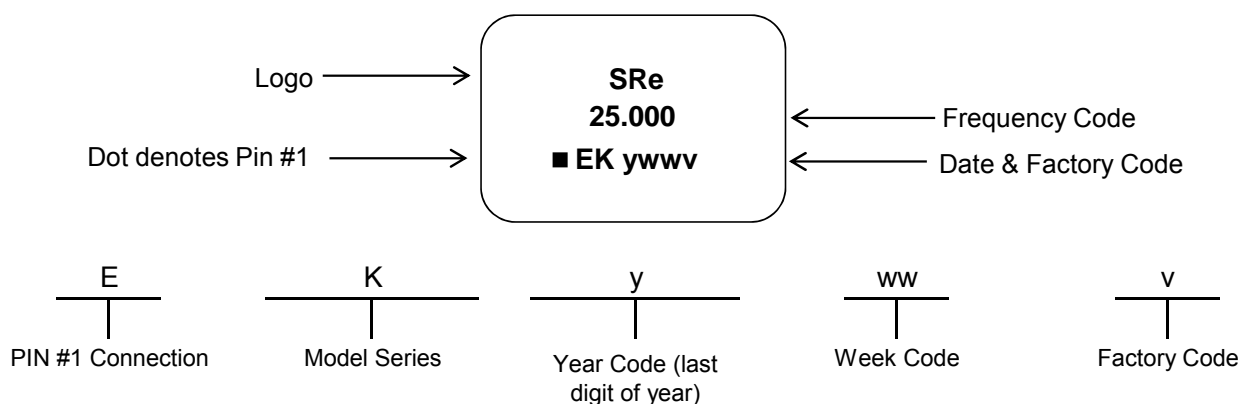 SRe
Logo
25.000
Frequency Code
Dot denotes Pin #1
■ EK ywwv
Date & Factory Code
E K y ww v
PIN #1 Connection Model Series Year Code (last Week Code Factory Code
digit of year)